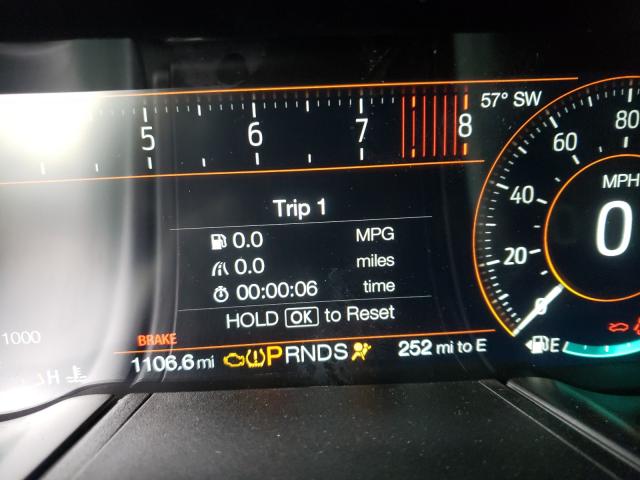 57° SW
5 6 7 8
80
60
MPH
40
Trip 1
0.0 MPG
0
20
0.0 miles
00:00:06 time
0
HOLD OK to Reset
1000
BRAKE
E
1106.6 mi PRNDS 252 mi to E
H